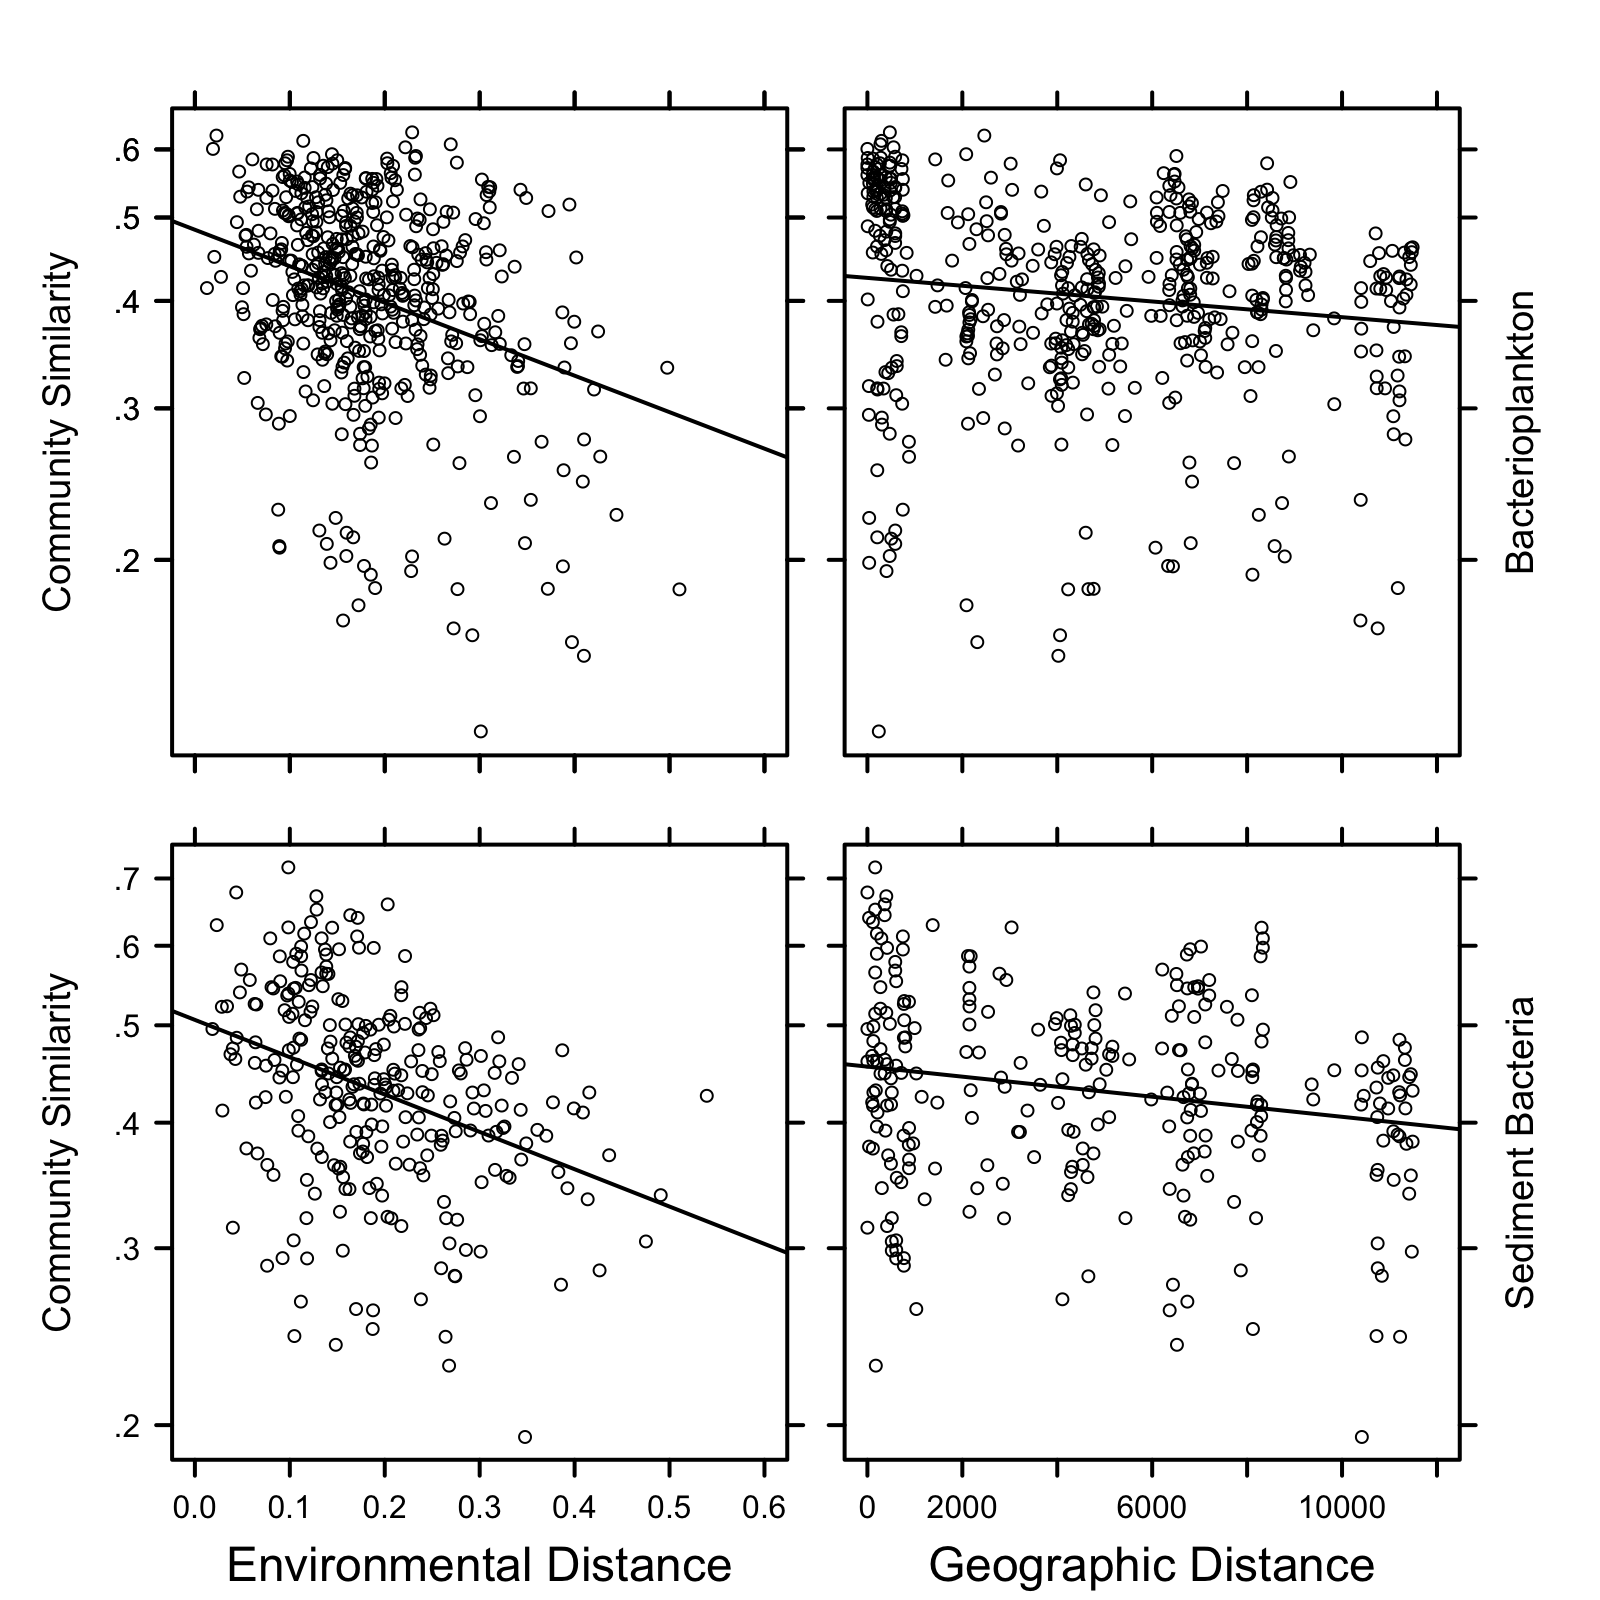 .6
.5
.4
.3
.2
Community Similarity
Bacterioplankton
.7
.6
.5
.4
.3
.2
Community Similarity
Sediment Bacteria
0.0 0.1 0.2 0.3 0.4 0.5 0.6
0 2000 6000 10000
Environmental Distance
Geographic Distance